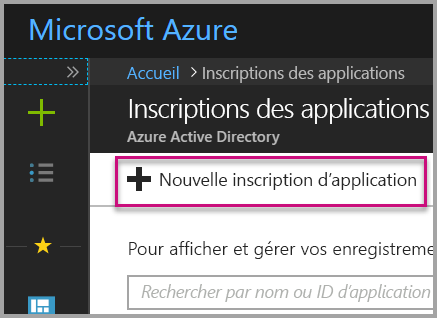 Microsoft Azure
Accueil > Inscriptions des applications
Inscriptions des applications
Azure Active Directory
Nouvelle inscription d'application
Pour afficher et gérer vos enregistreme
Rechercher par nom ou ID d'application